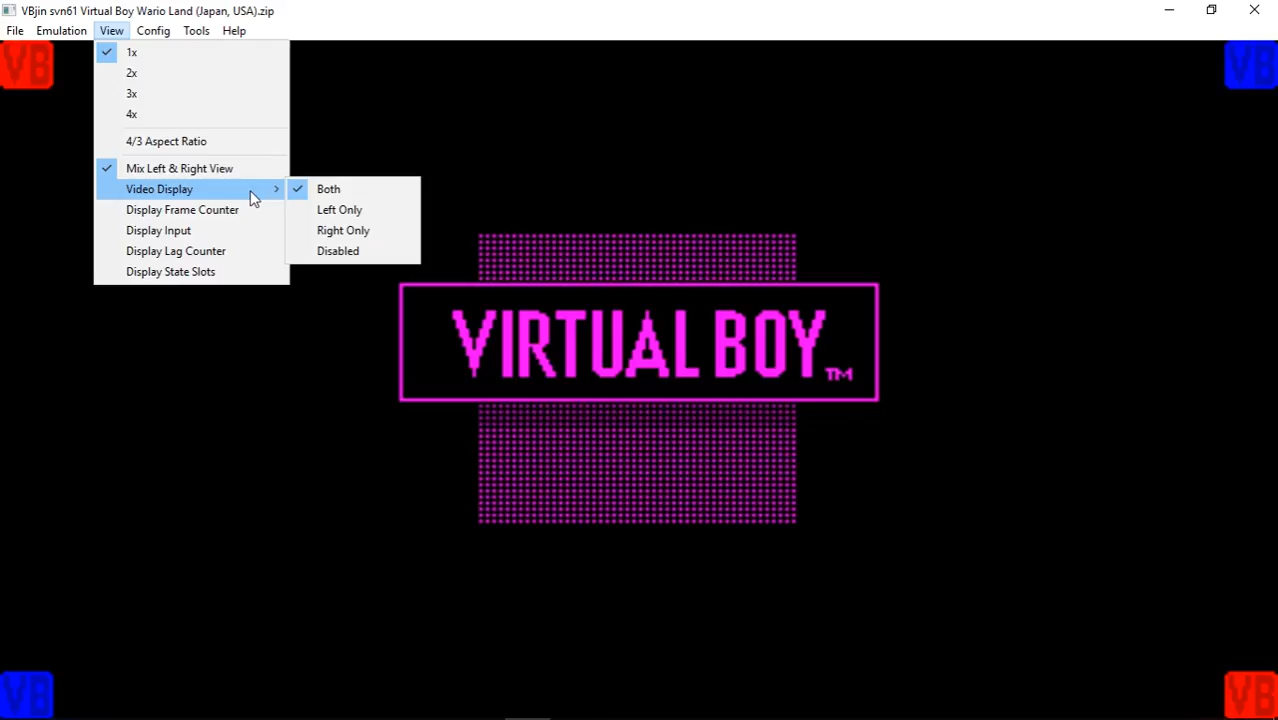 VBjin svn61 Virtual Boy Wario Land (Japan, USA).zip
File Emulation View Config Tools Help
VB VB
1x
2x
3x
4x
4/3 Aspect Ratio
Mix Left & Right View
Video Display
Both
Display Frame Counter
Left Only
Display Input
Right Only
Display Lag Counter
Disabled
Display State Slots
VIRTUAL BOY TM
VB VB